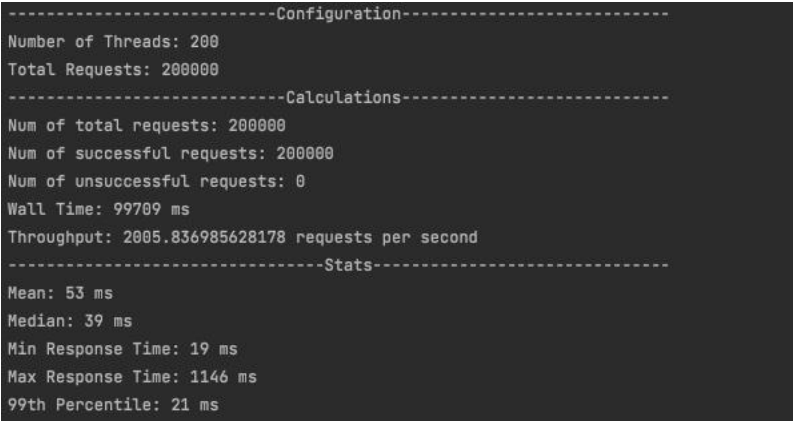 ----------------------------Configuration----------------------------
Number of Threads: 200
Total Requests: 200000
-----------------------------Calculations----------------------------
Num of total requests: 200000
Num of successful requests: 200000
Num of unsuccessful requests: 0
Wall Time: 99709 ms
Throughput: 2005.836985628178 requests per second
---------------------------------Stats-------------------------------
Mean: 53 ms
Median: 39 ms
Min Response Time: 19 ms
Max Response Time: 1146 ms
99th Percentile: 21 ms